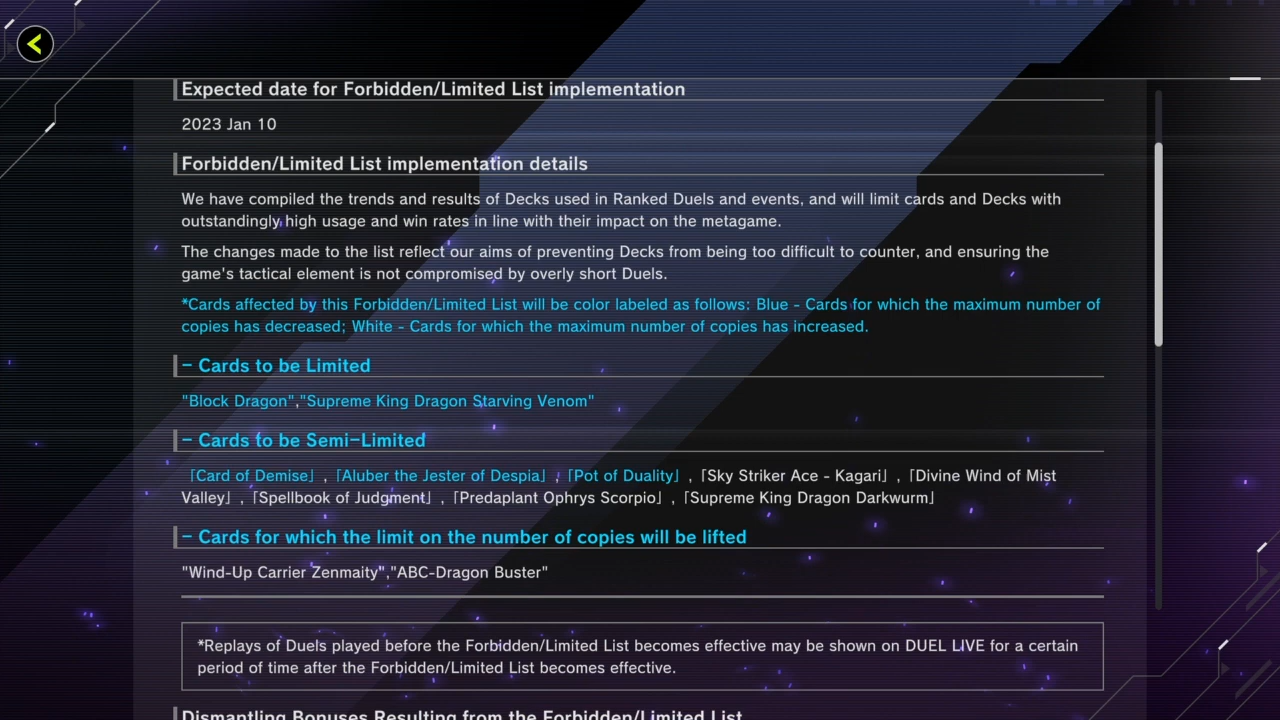 Expected date for Forbidden/Limited List implementation
2023 Jan 10
Forbidden/Limited List implementation details
We have compiled the trends and results of Decks used in Ranked Duels and events, and will limit cards and Decks with
outstandingly high usage and win rates in line with their impact on the metagame.
The changes made to the list reflect our aims of preventing Decks from being too difficult to counter, and ensuring the
game's tactical element is not compromised by overly short Duels.
*Cards affected by this Forbidden/Limited List will be color labeled as follows: Blue - Cards for which the maximum number of
copies has decreased; White - Cards for which the maximum number of copies has increased.
- Cards to be Limited
"Block Dragon","Supreme King Dragon Starving Venom"
- Cards to be Semi-Limited
「Card of Demise」, 「Aluber the Jester of Despia」, 「Pot of Duality」, 「Sky Striker Ace - Kagari」, 「Divine Wind of Mist
Valley」, 「Spellbook of Judgment」, 「Predaplant Ophrys Scorpio」, 「Supreme King Dragon Darkwurm」
- Cards for which the limit on the number of copies will be lifted
"Wind-Up Carrier Zenmaity","ABC-Dragon Buster"
*Replays of Duels played before the Forbidden/Limited List becomes effective may be shown on DUEL LIVE for a certain
period of time after the Forbidden/Limited List becomes effective.
Dismantling Bonuses Resulting from the Forbidden/Limited List